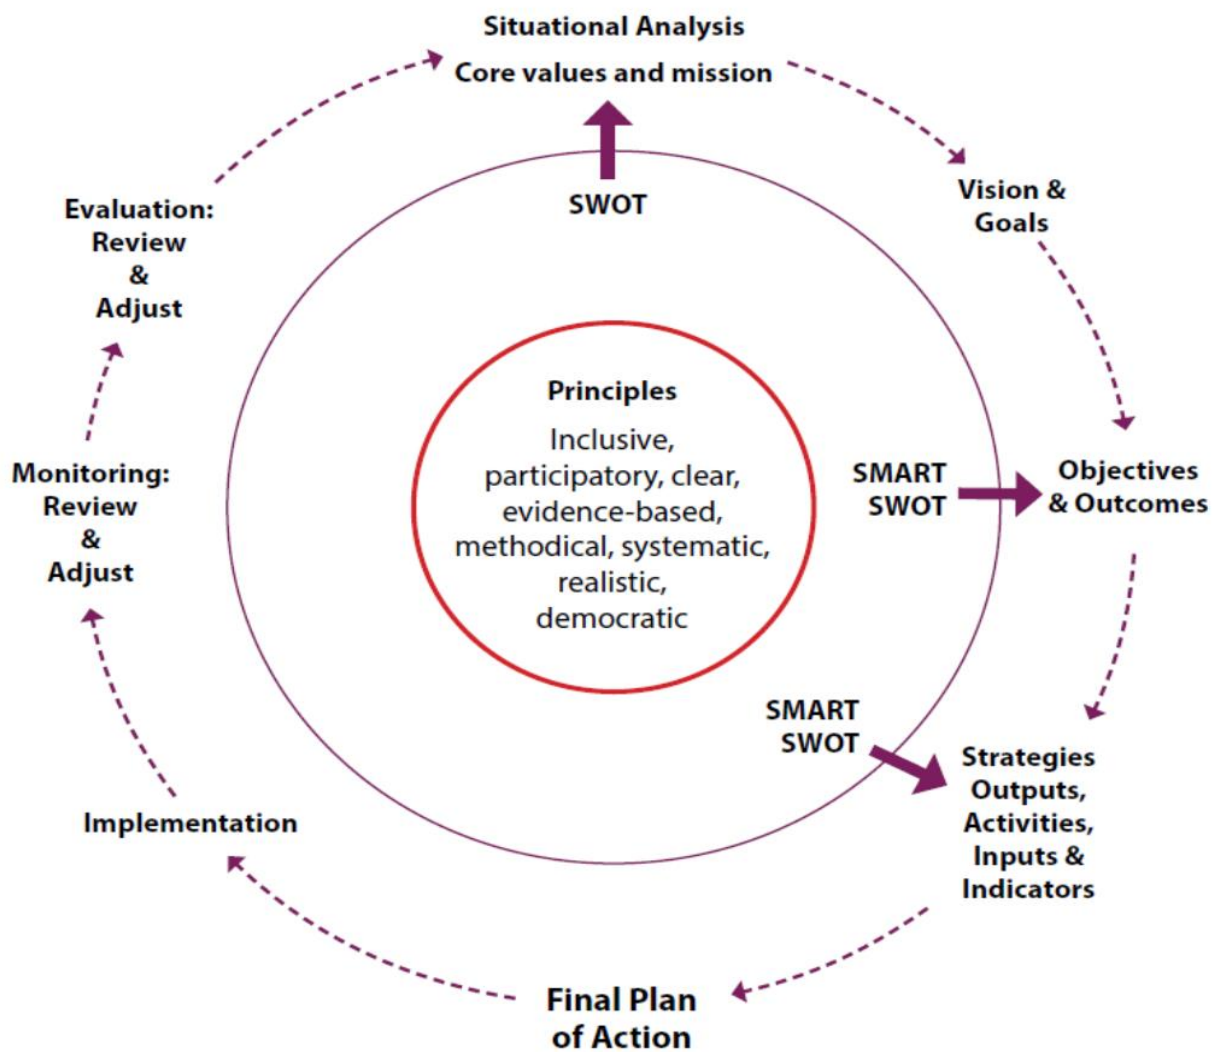 Situational Analysis
Core values and mission
SWOT
Vision &
Goals
Evaluation:
Review
&
Adjust
Principles
Inclusive,
participatory, clear,
evidence-based,
methodical, systematic,
realistic,
democratic
Monitoring:
Review
&
Adjust
SMART
SWOT
Objectives
& Outcomes
SMART
SWOT
Strategies
Outputs,
Activities,
Inputs &
Indicators
Implementation
Final Plan
of Action